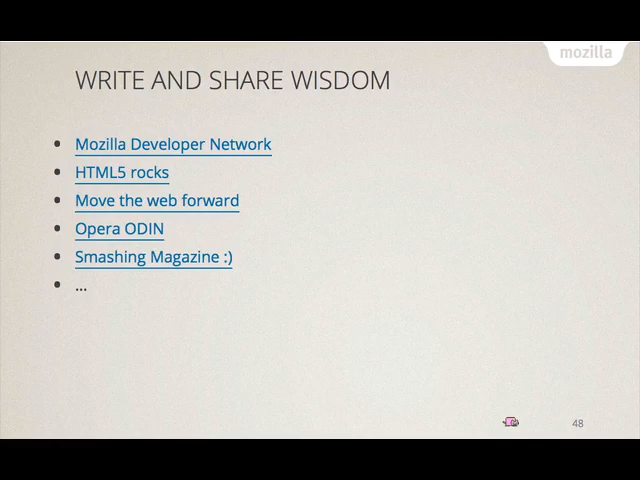 mozilla
WRITE AND SHARE WISDOM
• Mozilla Developer Network
• HTML5 rocks
• Move the web forward
• Opera ODIN
• Smashing Magazine :)
• ...
48